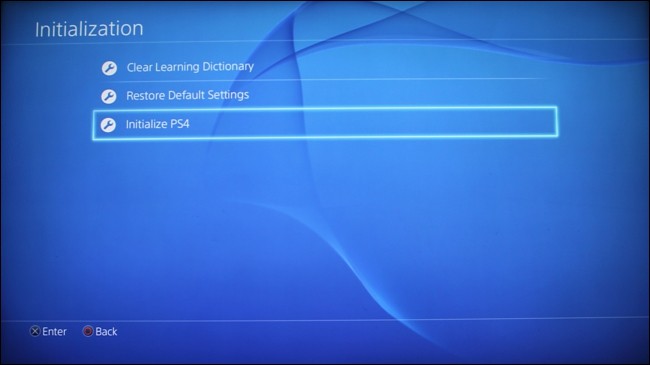 Initialization
Clear Learning Dictionary
Restore Default Settings
Initialize PS4
Enter Back